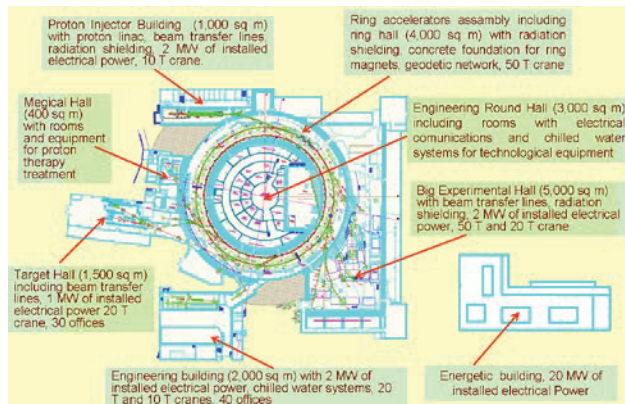 Proton Injector Building (1,000 sq m)
with proton linac, beam transfer lines,
radiation shielding, 2 MW of installed
electrical power, 10 T crane.
Ring accelerators assambly including
ring hall (4,000 sq m) with radiation
shielding, concrete foundation for ring
magnets, geodetic network, 50 T crane
Megical Hall
(400 sq m)
with rooms
and equipment
for proton
therapy
treatment
Engineering Round Hall (3,000 sq m)
including rooms with electrical
comunications and chilled water
systems for technological equipment
Big Experimental Hall (5,000 sq m)
with beam transfer lines, radiation
shielding, 2 MW of installed electrical
power, 50 T and 20 T crane
Target Hall (1,500 sq m)
including beam transfer
lines, 1 MW of installed
electrical power 20 T
crane, 30 offices
Engineering building (2,000 sq m) with 2 MW of
installed electrical power, chilled water systems, 20
T and 10 T cranes, 40 offices
Energetic building, 20 MW of
installed electrical Power